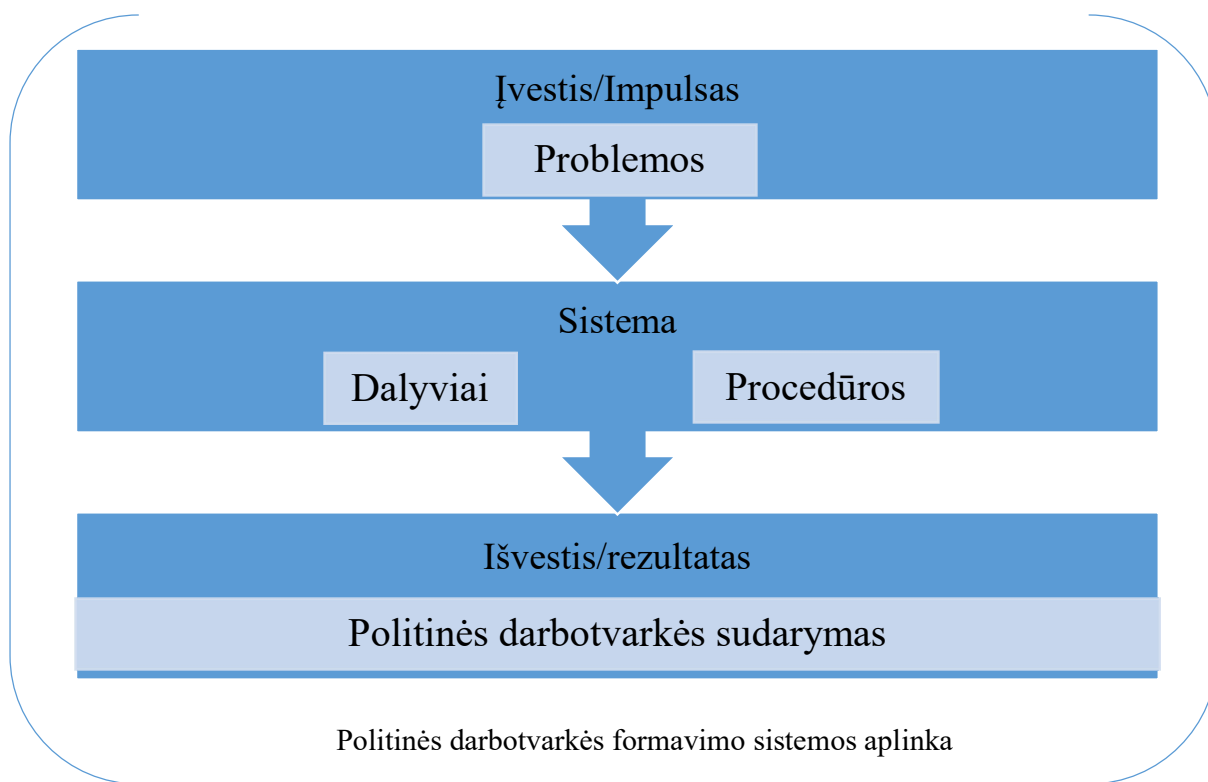 Įvestis/Impulsas
Problemos
Sistema
Dalyviai
Procedūros
Išvestis/rezultatas
Politinės darbotvarkės sudarymas
Politinės darbotvarkės formavimo sistemos aplinka